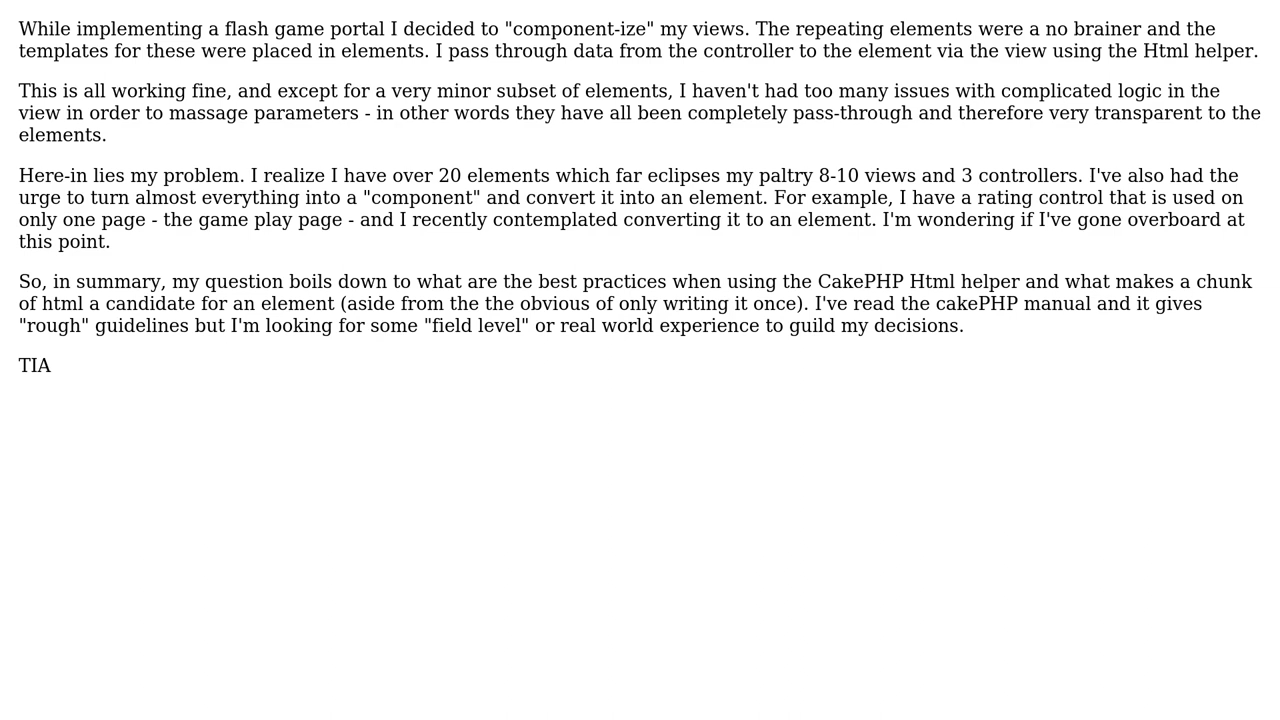 While implementing a flash game portal I decided to "component-ize" my views. The repeating elements were a no brainer and the
templates for these were placed in elements. I pass through data from the controller to the element via the view using the Html helper.
This is all working fine, and except for a very minor subset of elements, I haven't had too many issues with complicated logic in the
view in order to massage parameters - in other words they have all been completely pass-through and therefore very transparent to the
elements.
Here-in lies my problem. I realize I have over 20 elements which far eclipses my paltry 8-10 views and 3 controllers. I've also had the
urge to turn almost everything into a "component" and convert it into an element. For example, I have a rating control that is used on
only one page - the game play page - and I recently contemplated converting it to an element. I'm wondering if I've gone overboard at
this point.
So, in summary, my question boils down to what are the best practices when using the CakePHP Html helper and what makes a chunk
of html a candidate for an element (aside from the the obvious of only writing it once). I've read the cakePHP manual and it gives
"rough" guidelines but I'm looking for some "field level" or real world experience to guild my decisions.
TIA